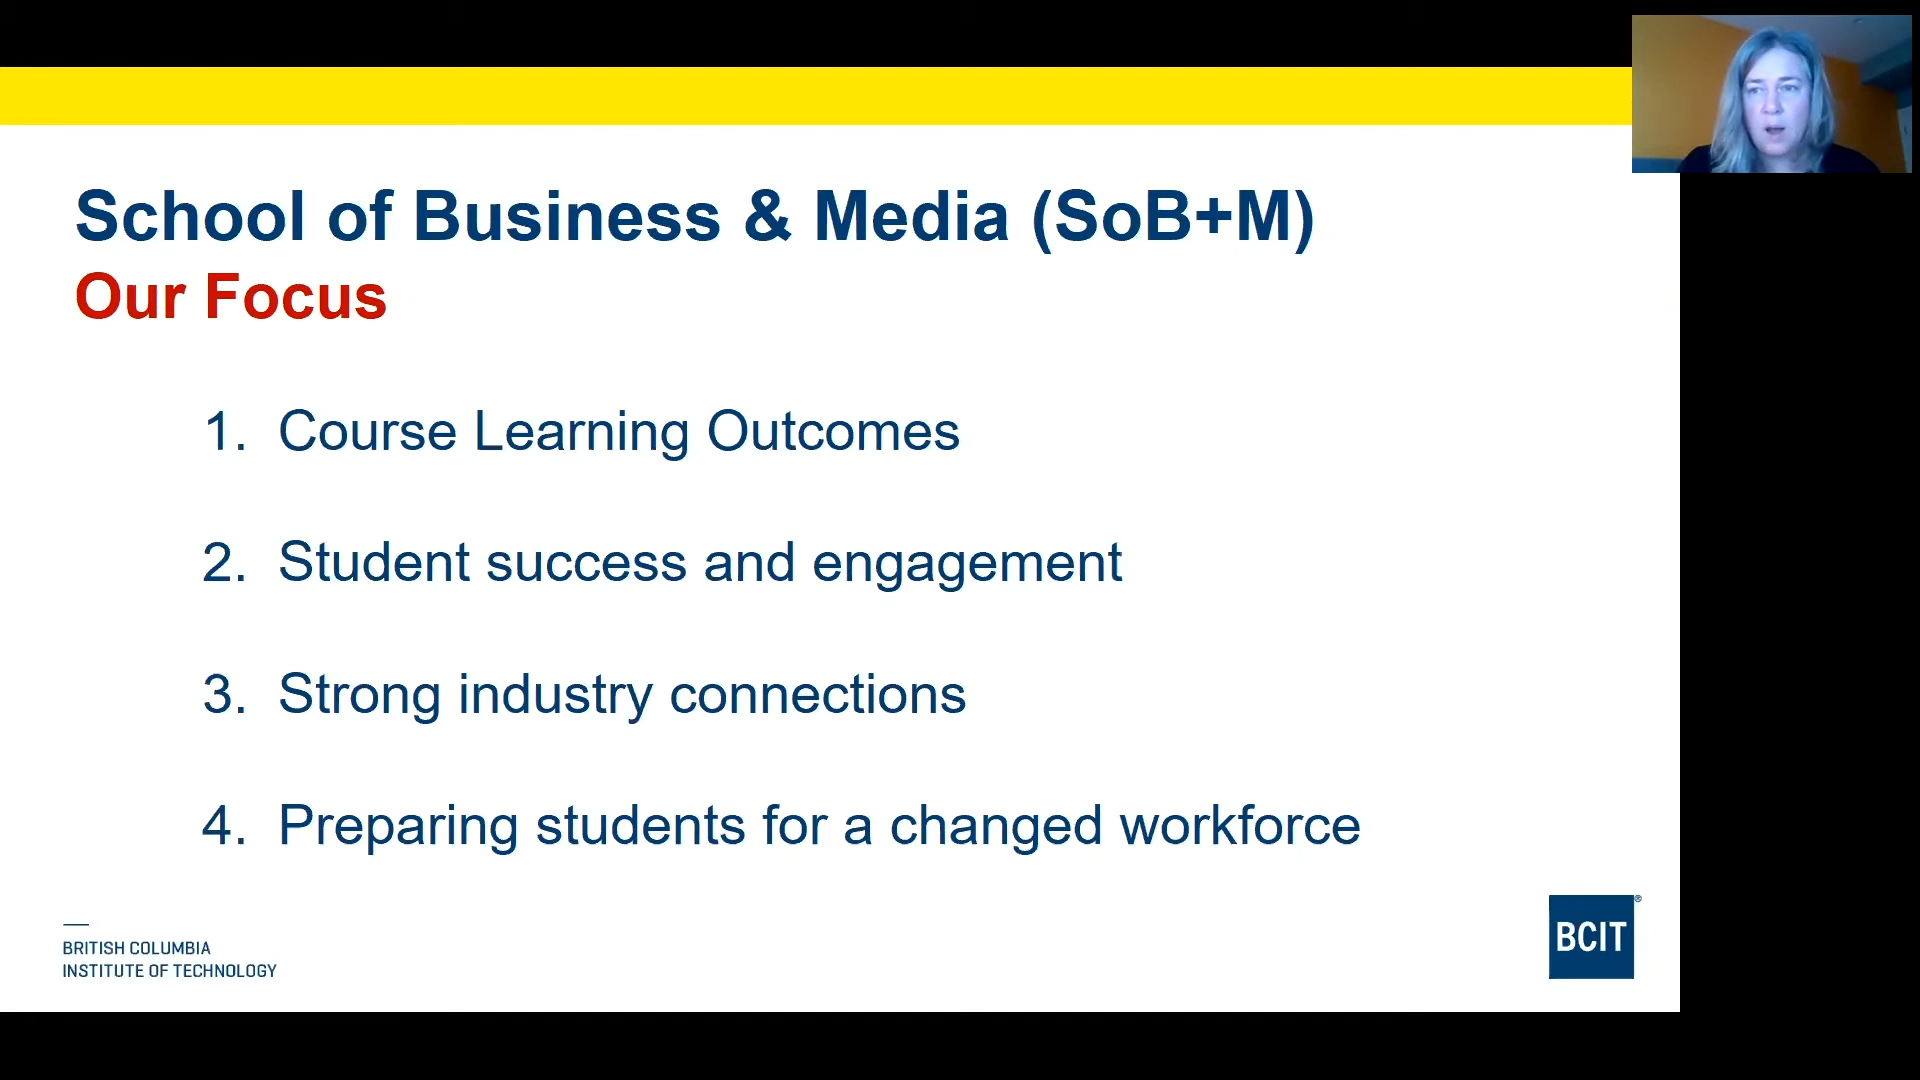 School of Business & Media (SoB+M)
Our Focus
1. Course Learning Outcomes
2. Student success and engagement
3. Strong industry connections
4. Preparing students for a changed workforce
BRITISH COLUMBIA
INSTITUTE OF TECHNOLOGY
BCIT®